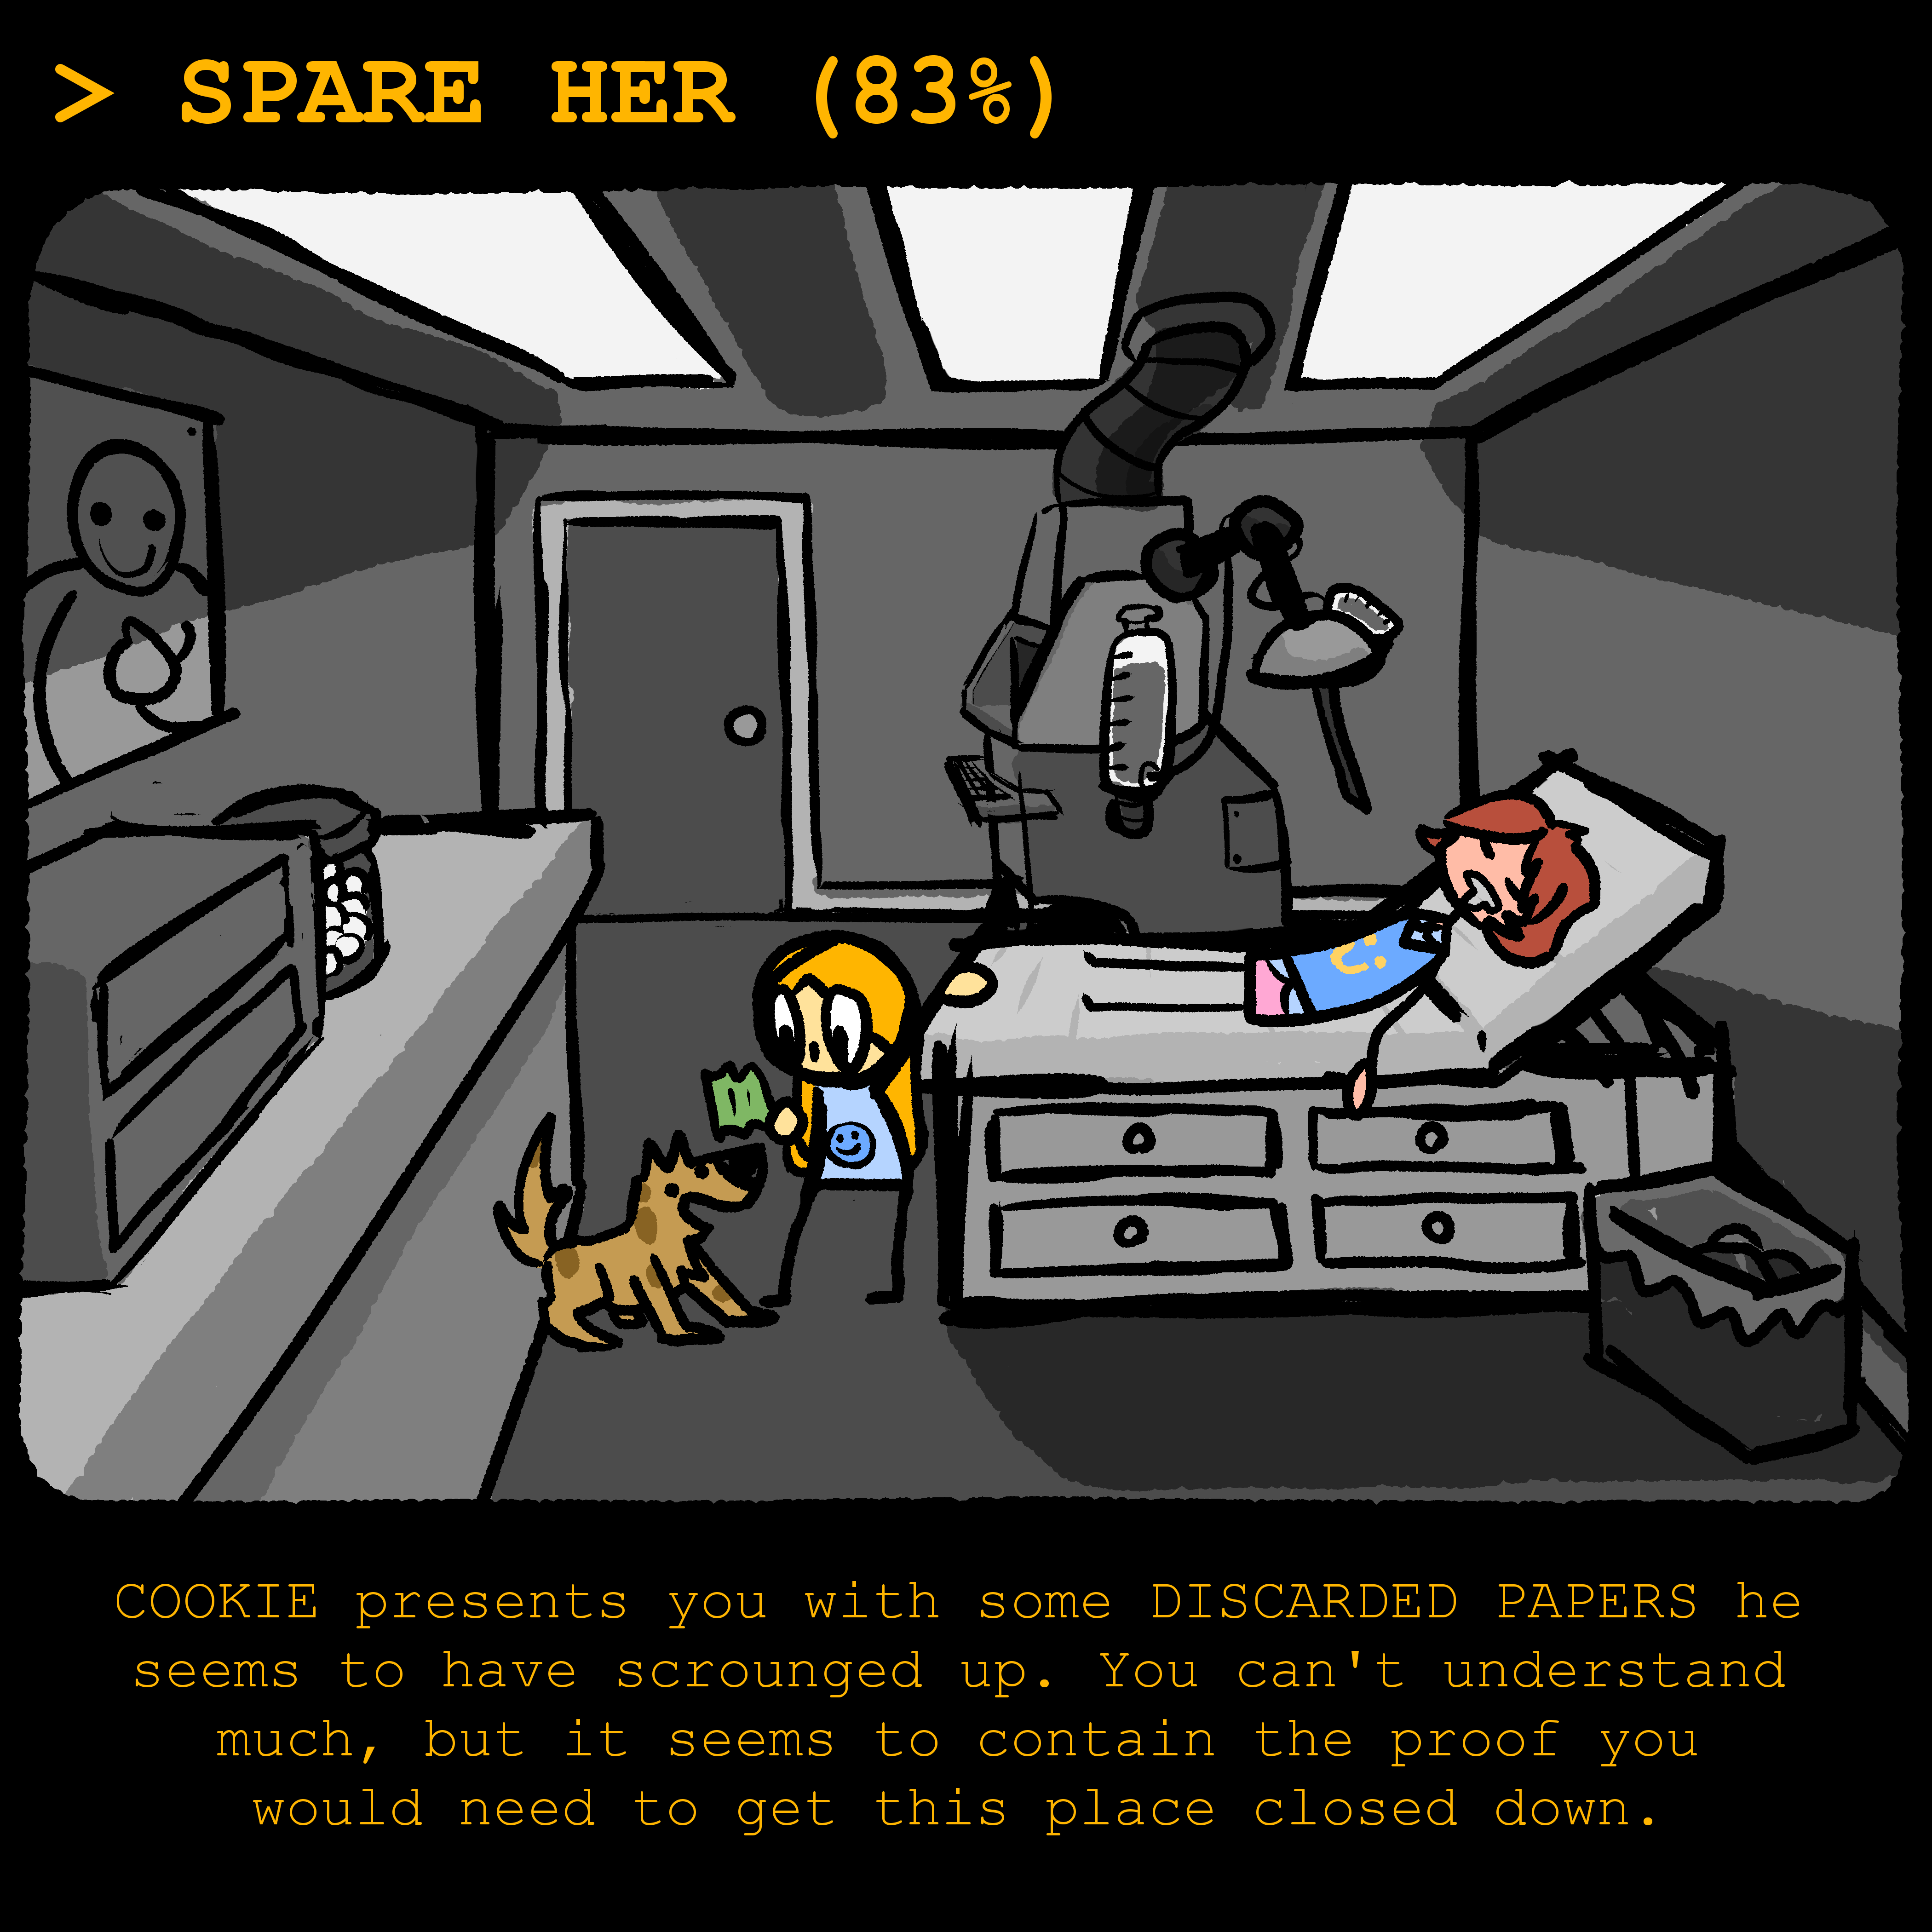 > SPARE HER (83%)
COOKIE presents you with some DISCARDED PAPERS he
seems to have scrounged up. You can't understand
much, but it seems to contain the proof you
would need to get this place closed down.